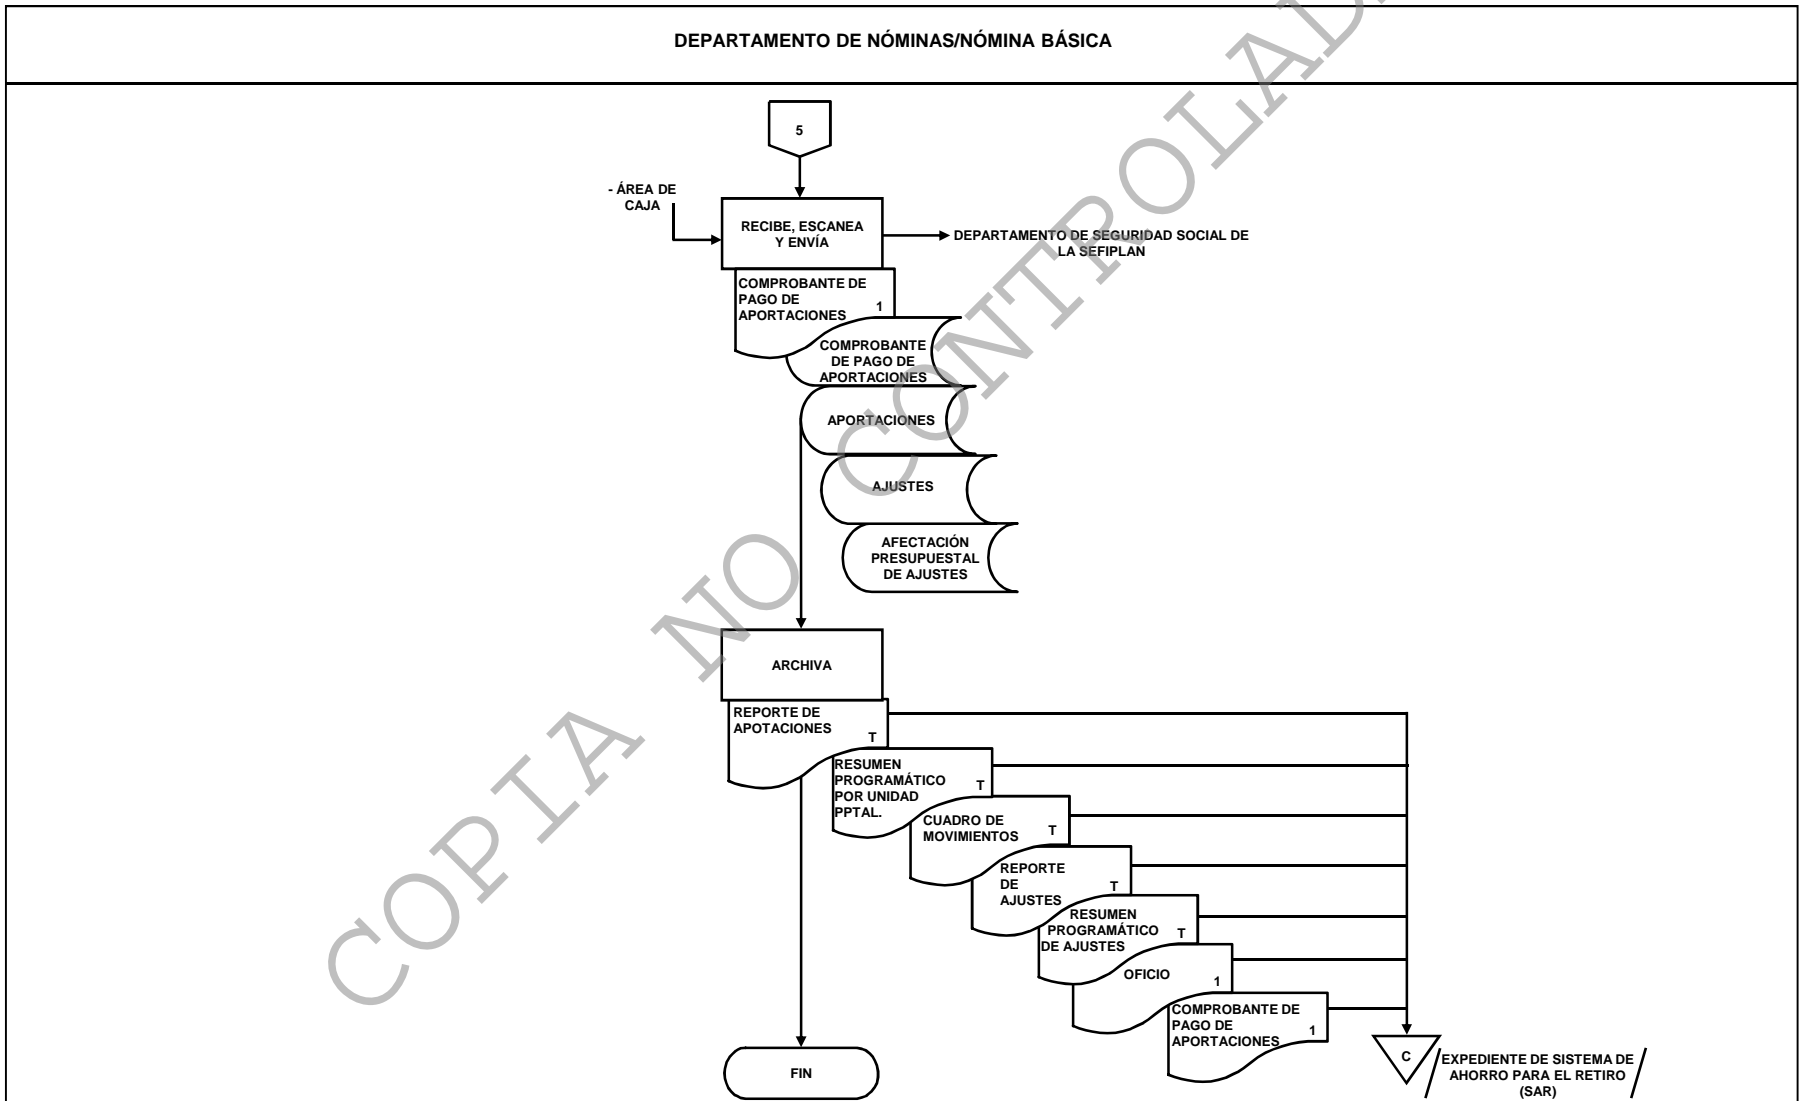 DEPARTAMENTO DE NÓMINAS/NÓMINA BÁSICA
5
- ÁREA DE
CAJA
RECIBE, ESCANEA
Y ENVÍA
DEPARTAMENTO DE SEGURIDAD SOCIAL DE
LA SEFIPLAN
COMPROBANTE DE
PAGO DE
APORTACIONES
1
COMPROBANTE
DE PAGO DE
APORTACIONES
APORTACIONES
AJUSTES
AFECTACIÓN
PRESUPUESTAL
DE AJUSTES
ARCHIVA
REPORTE DE
APOTACIONES
T
RESUMEN
PROGRAMÁTICO
POR UNIDAD
PPTAL.
T
CUADRO DE
MOVIMIENTOS
T
REPORTE
DE
AJUSTES
T
RESUMEN
PROGRAMÁTICO
DE AJUSTES
T
OFICIO
1
COMPROBANTE DE
PAGO DE
APORTACIONES
1
C
EXPEDIENTE DE SISTEMA DE
AHORRO PARA EL RETIRO
(SAR)
FIN
COPIA NO CONTROLAD